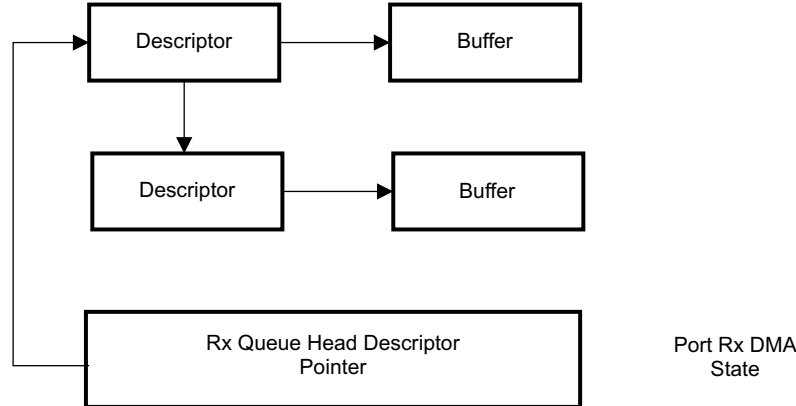 Descriptor
Buffer
Descriptor
Buffer
Rx Queue Head Descriptor
Pointer
Port Rx DMA
State